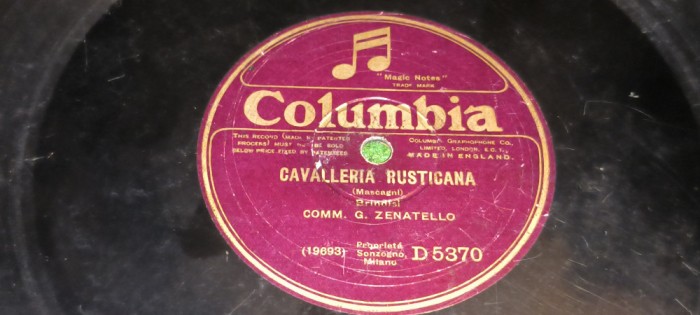 "Magic Notes"
TRADE MARK
Columbia
THIS RECORD (MADE BY PATENTED
PROCESS) MUST NOT BE SOLD
BELOW PRICE FIXED BY PATENTEES
COLUMBIA GRAPHOPHONE CO.,
LIMITED, LONDON, E.C.1.,
MADE IN ENGLAND.
CAVALLERIA RUSTICANA
(Mascagni)
Brindisi
COMM. G. ZENATELLO
(19693)
Proprietá
Sonzogno,
Milano
D 5370